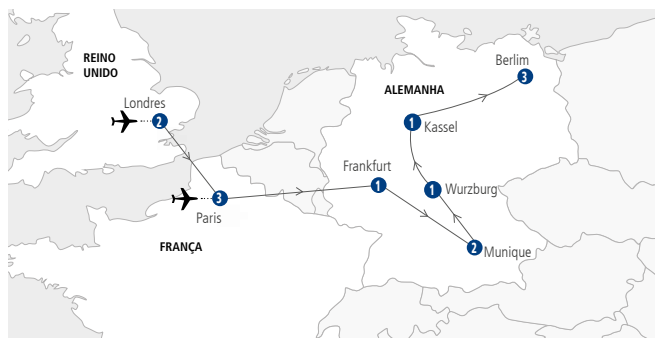 REINO
UNIDO
Londres
2
3
Paris
FRANÇA
ALEMANHA
Berlim
3
1
Kassel
Frankfurt
1
1
Wurzburg
2
Munique